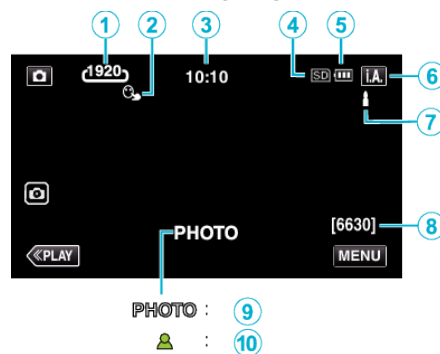 1 2 3 4 5
1920 10:10 SD i.A. 6
7
PHOTO [6630] 8
≪PLAY MENU
PHOTO : 9
: 10